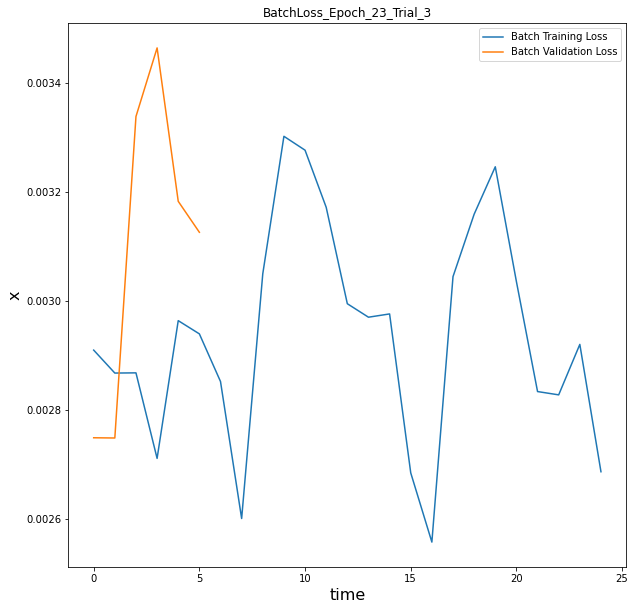 BatchLoss_Epoch_23_Trial_3
Batch Training Loss
Batch Validation Loss
0.0034
0.0032
0.0030
0.0028
0.0026
x
0 5 10 15 20 25
time